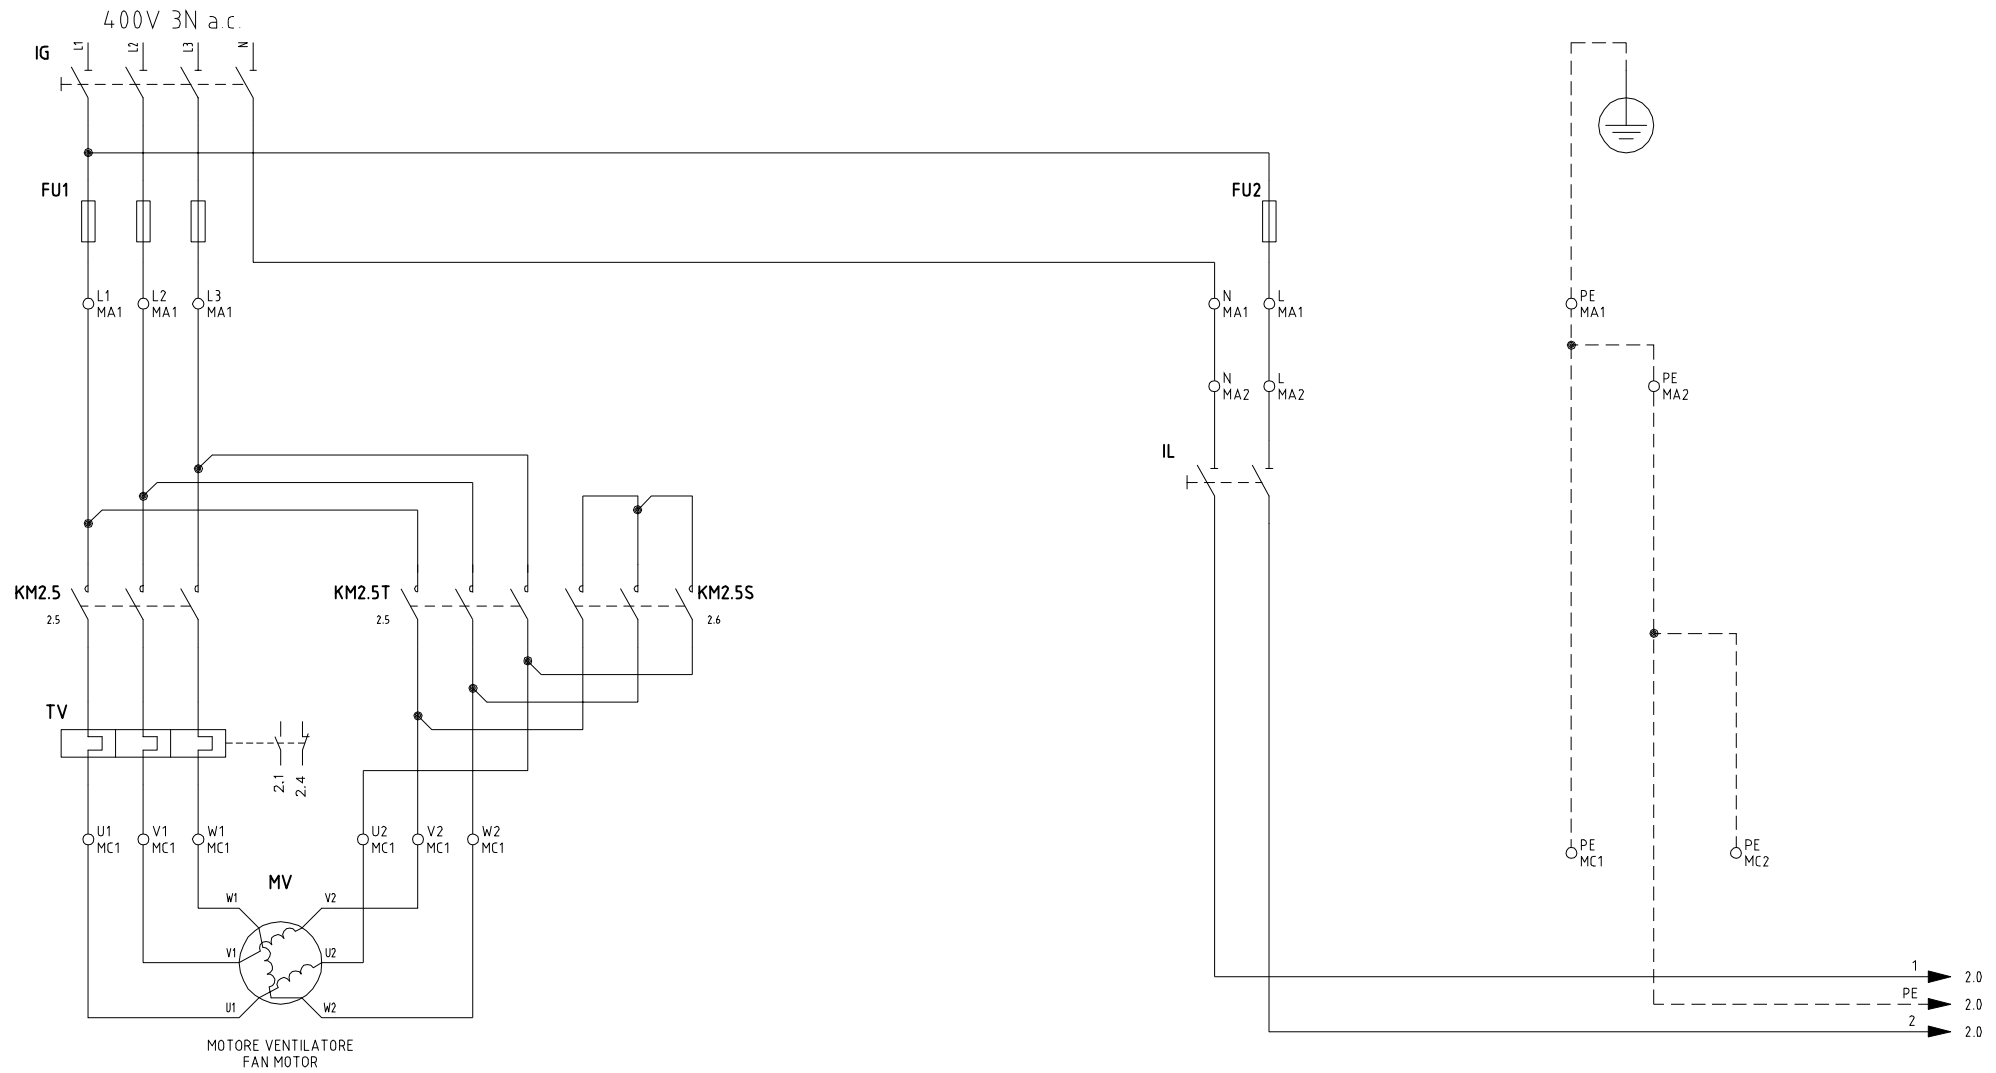 400V 3N a.c.
IG
L1
L2
L3
N
FU1
FU2
L1
MA1
L2
MA1
L3
MA1
N
MA1
L
MA1
PE
MA1
N
MA2
L
MA2
PE
MA2
IL
KM2.5
2.5
KM2.5T
2.5
KM2.5S
2.6
TV
2.1
2.4
U1
MC1
V1
MC1
W1
MC1
U2
MC1
V2
MC1
W2
MC1
PE
MC1
PE
MC2
MV
W1
V2
V1
U2
U1
W2
1
2.0
PE
2.0
2
2.0
MOTORE VENTILATORE
FAN MOTOR